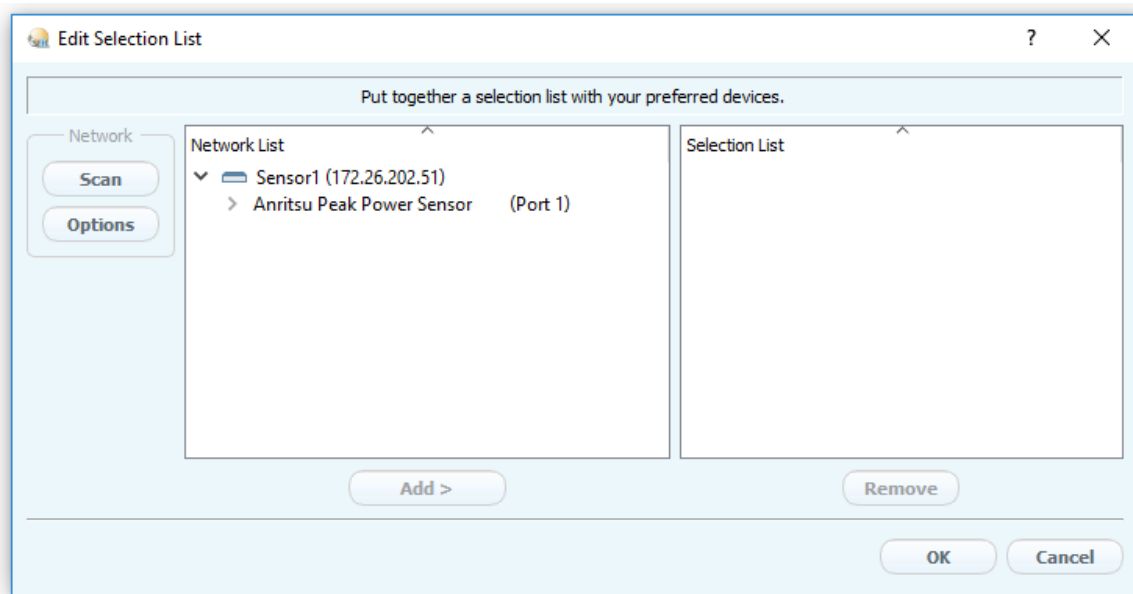 Edit Selection List
?
Put together a selection list with your preferred devices.
Network
Scan
Options
Network List
Sensor1 (172.26.202.51)
Anritsu Peak Power Sensor (Port 1)
Selection List
Add >
Remove
OK
Cancel